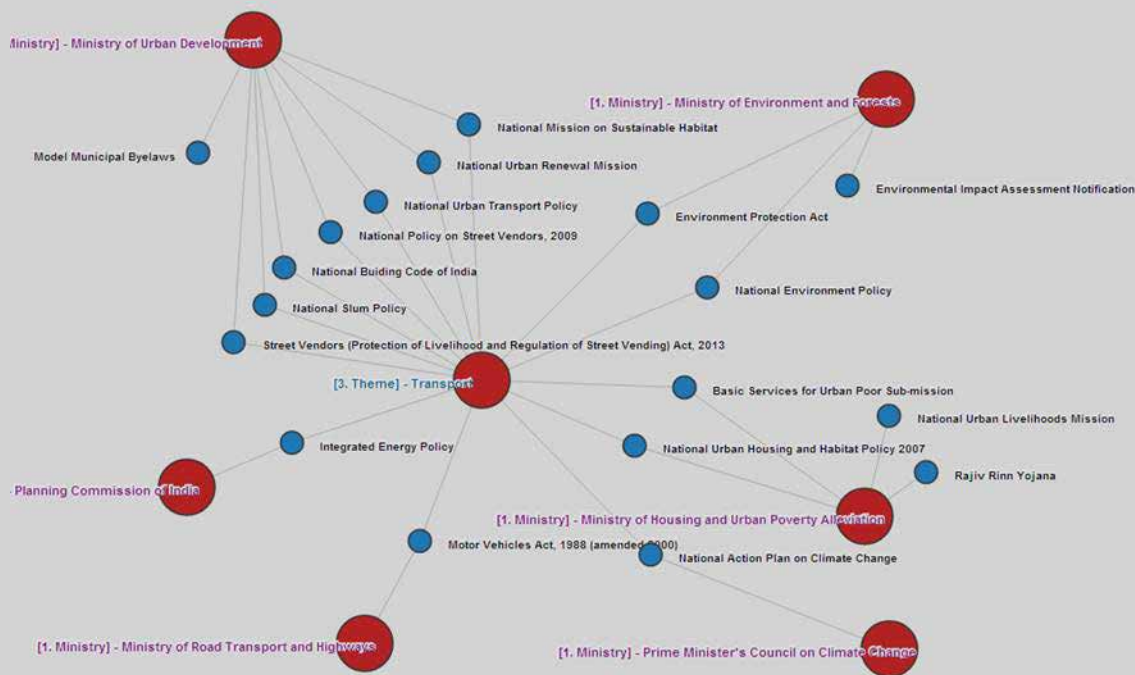 Ministry] - Ministry of Urban Development
[1. Ministry] - Ministry of Environment and Forests
National Mission on Sustainable Habitat
Model Municipal Byelaws
National Urban Renewal Mission
Environmental Impact Assessment Notification
National Urban Transport Policy
Environment Protection Act
National Policy on Street Vendors, 2009
National Buiding Code of India
National Environment Policy
National Slum Policy
Street Vendors (Protection of Livelihood and Regulation of Street Vending) Act, 2013
[3. Theme] - Transport
Basic Services for Urban Poor Sub-mission
National Urban Livelihoods Mission
Integrated Energy Policy
National Urban Housing and Habitat Policy 2007
Rajiv Rinn Yojana
Planning Commission of India
[1. Ministry] - Ministry of Housing and Urban Poverty Alleviation
Motor Vehicles Act, 1988 (amended 2000)
National Action Plan on Climate Change
[1. Ministry] - Ministry of Road Transport and Highways
[1. Ministry] - Prime Minister's Council on Climate Change